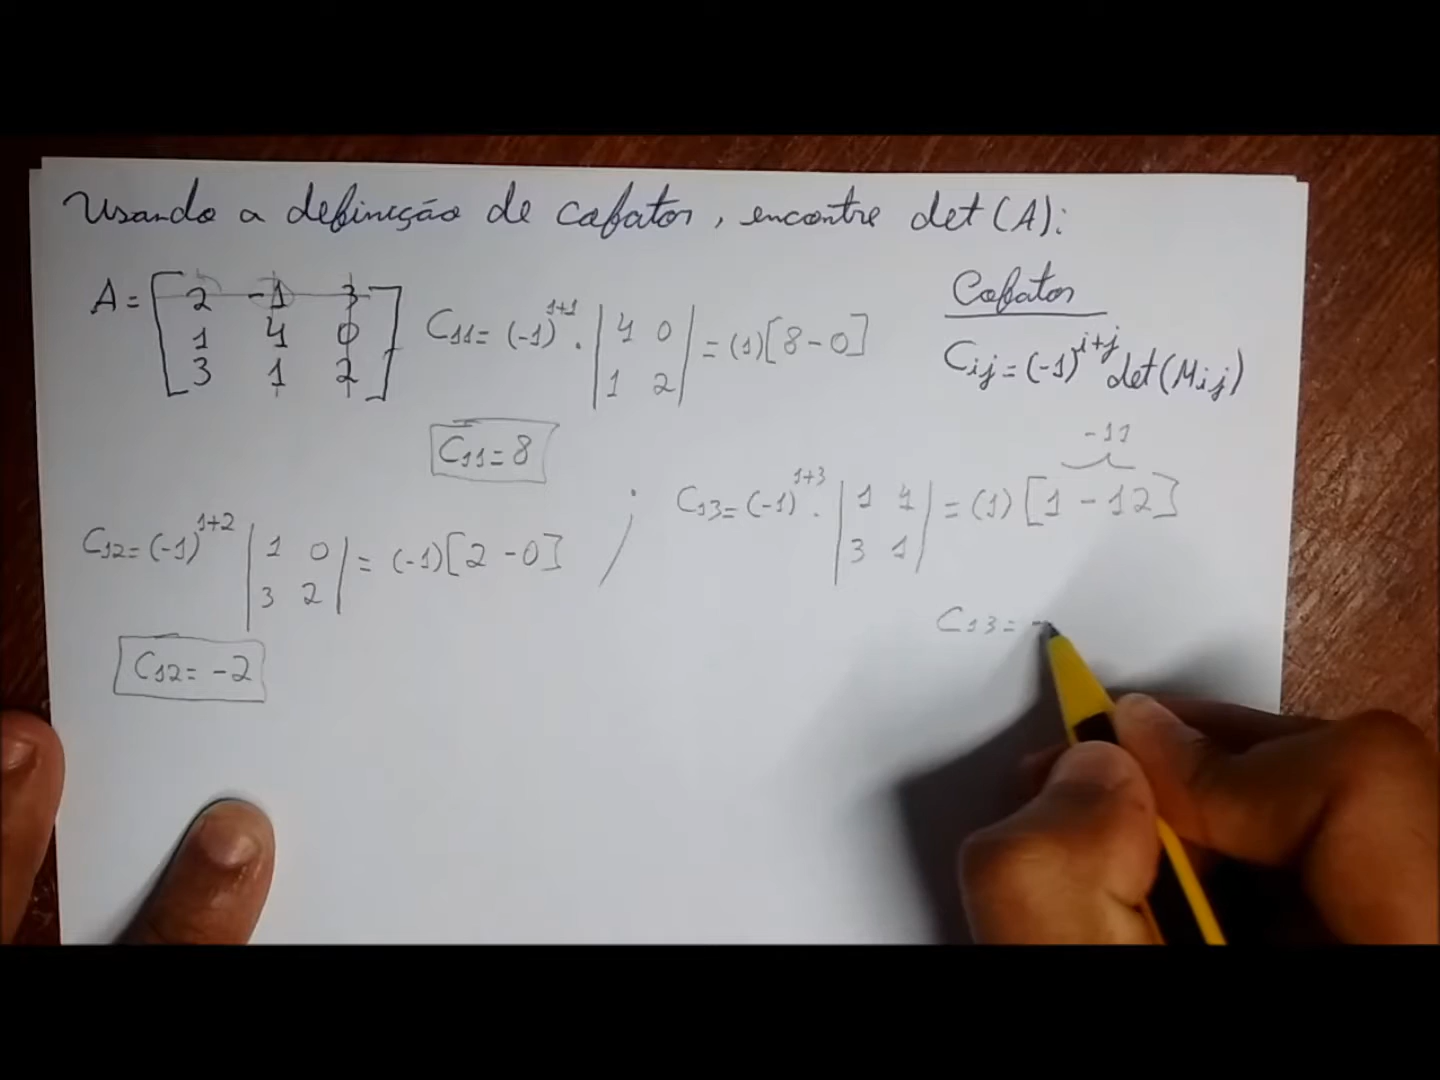 Usando a definição de cofator, encontre det(A):
A = [2 -1 3
1 4 0
3 1 2]
C11 = (-1)^1+1 . |4 0
1 2| = (1)[8 - 0]
C11 = 8
Cofator
Cij = (-1)^i+j det(Mij)
C12 = (-1)^1+2 |1 0
3 2| = (-1)[2 - 0] ;
C12 = -2
-11
C13 = (-1)^1+3 . |1 4
3 1| = (1)[1 - 12]
C13 = -